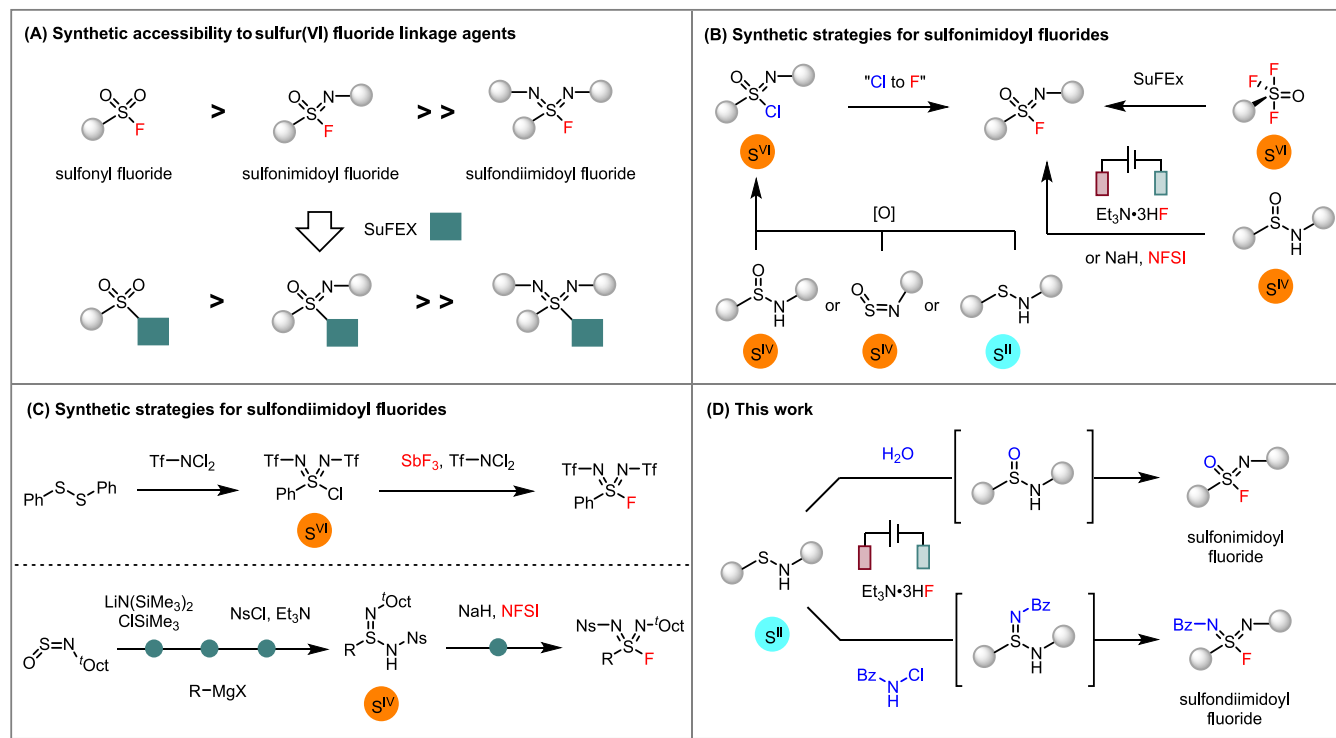 (A) Synthetic accessibility to sulfur(VI) fluoride linkage agents
O O
S
F
>
O N
S
F
> >
N N
S
F
sulfonyl fluoride
sulfonimidoyl fluoride
sulfondiimidoyl fluoride
SuFEX
O O
S
>
O N
S
> >
N N
S
(B) Synthetic strategies for sulfonimidoyl fluorides
O N
S
Cl
S^VI
"Cl to F"
O N
S
F
SuFEx
F
F
S=O
F
S^VI
Et3N•3HF
or NaH, NFSI
O
S
N
H
S^IV
[O]
O
S
N
H
or
O
S=N
or
S
N
H
S^IV
S^IV
S^II
(C) Synthetic strategies for sulfondiimidoyl fluorides
Ph S S Ph
Tf−NCl2
Tf−N N−Tf
S
Ph Cl
S^VI
SbF3, Tf−NCl2
Tf−N N−Tf
S
Ph F
O S=N tOct
LiN(SiMe3)2
ClSiMe3
NsCl, Et3N
R−MgX
N tOct
S Ns
R N
H
S^IV
NaH, NFSI
Ns−N N−tOct
S
R F
(D) This work
S
N
H
S^II
H2O
Et3N•3HF
Bz Cl
N
H
O
S
N
H
O N
S
F
sulfonimidoyl
fluoride
N Bz
S
N
H
Bz−N N
S
F
sulfondiimidoyl
fluoride